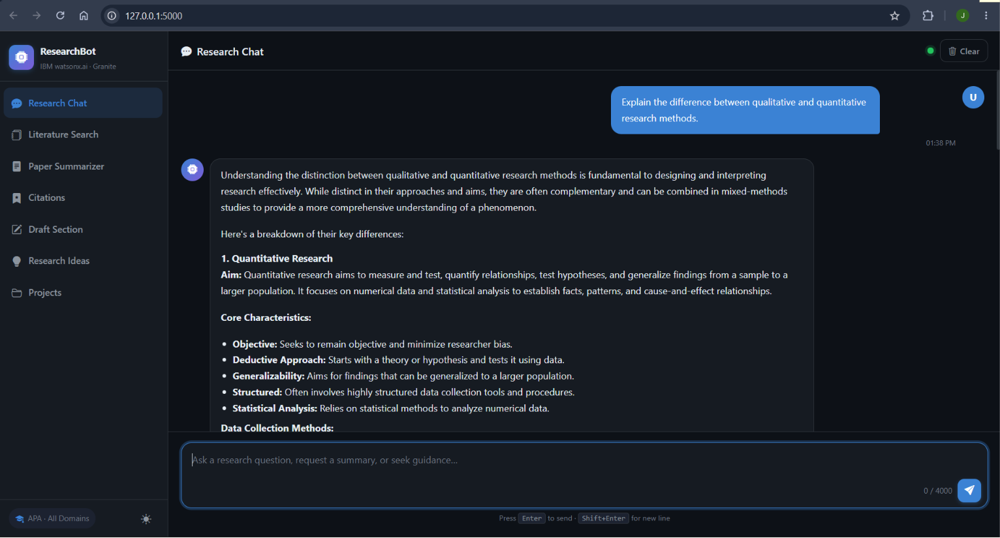 127.0.0.1:5000
J
ResearchBot
IBM watsonx.ai · Granite
Research Chat
Literature Search
Paper Summarizer
Citations
Draft Section
Research Ideas
Projects
APA · All Domains
Research Chat
Clear
Explain the difference between qualitative and quantitative
research methods.
U
01:38 PM
Understanding the distinction between qualitative and quantitative research methods is fundamental to designing and interpreting
research effectively. While distinct in their approaches and aims, they are often complementary and can be combined in mixed-methods
studies to provide a more comprehensive understanding of a phenomenon.
Here's a breakdown of their key differences:
1. Quantitative Research
Aim: Quantitative research aims to measure and test, quantify relationships, test hypotheses, and generalize findings from a sample to a
larger population. It focuses on numerical data and statistical analysis to establish facts, patterns, and cause-and-effect relationships.
Core Characteristics:
• Objective: Seeks to remain objective and minimize researcher bias.
• Deductive Approach: Starts with a theory or hypothesis and tests it using data.
• Generalizability: Aims for findings that can be generalized to a larger population.
• Structured: Often involves highly structured data collection tools and procedures.
• Statistical Analysis: Relies on statistical methods to analyze numerical data.
Data Collection Methods:
Ask a research question, request a summary, or seek guidance...
0 / 4000
Press Enter to send · Shift+Enter for new line